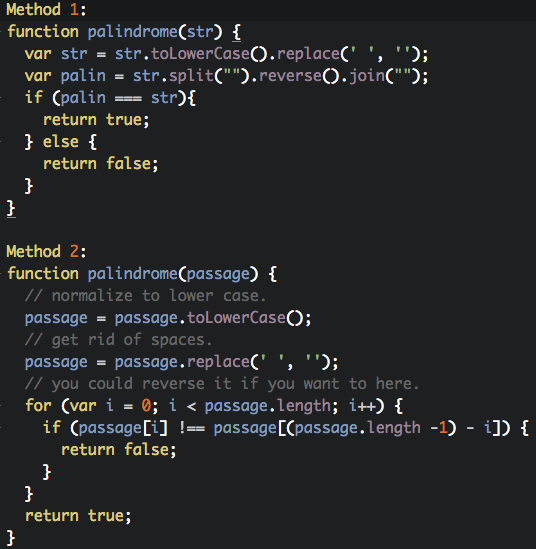 Method 1:
function palindrome(str) {
  var str = str.toLowerCase().replace(' ', '');
  var palin = str.split("").reverse().join("");
  if (palin === str){
    return true;
  } else {
    return false;
  }
}

Method 2:
function palindrome(passage) {
  // normalize to lower case.
  passage = passage.toLowerCase();
  // get rid of spaces.
  passage = passage.replace(' ', '');
  // you could reverse it if you want to here.
  for (var i = 0; i < passage.length; i++) {
    if (passage[i] !== passage[(passage.length -1) - i]) {
      return false;
    }
  }
  return true;
}